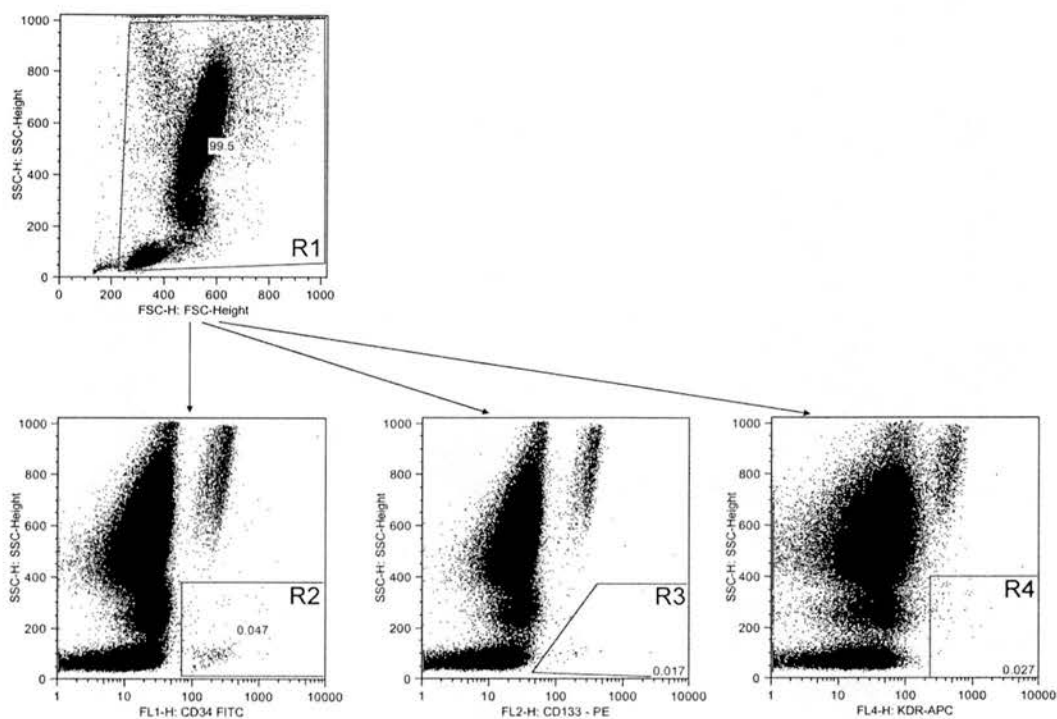 1000
800
600
400
200
0
SSC-H: SSC-Height
99.5
R1
0 200 400 600 800 1000
FSC-H: FSC-Height
1000
800
600
400
200
0
SSC-H: SSC-Height
R2
0.047
1 10 100 1000 10000
FL1-H: CD34 FITC
1000
800
600
400
200
0
SSC-H: SSC-Height
R3
0.017
1 10 100 1000 10000
FL2-H: CD133 - PE
1000
800
600
400
200
0
SSC-H: SSC-Height
R4
0.027
1 10 100 1000 10000
FL4-H: KDR-APC